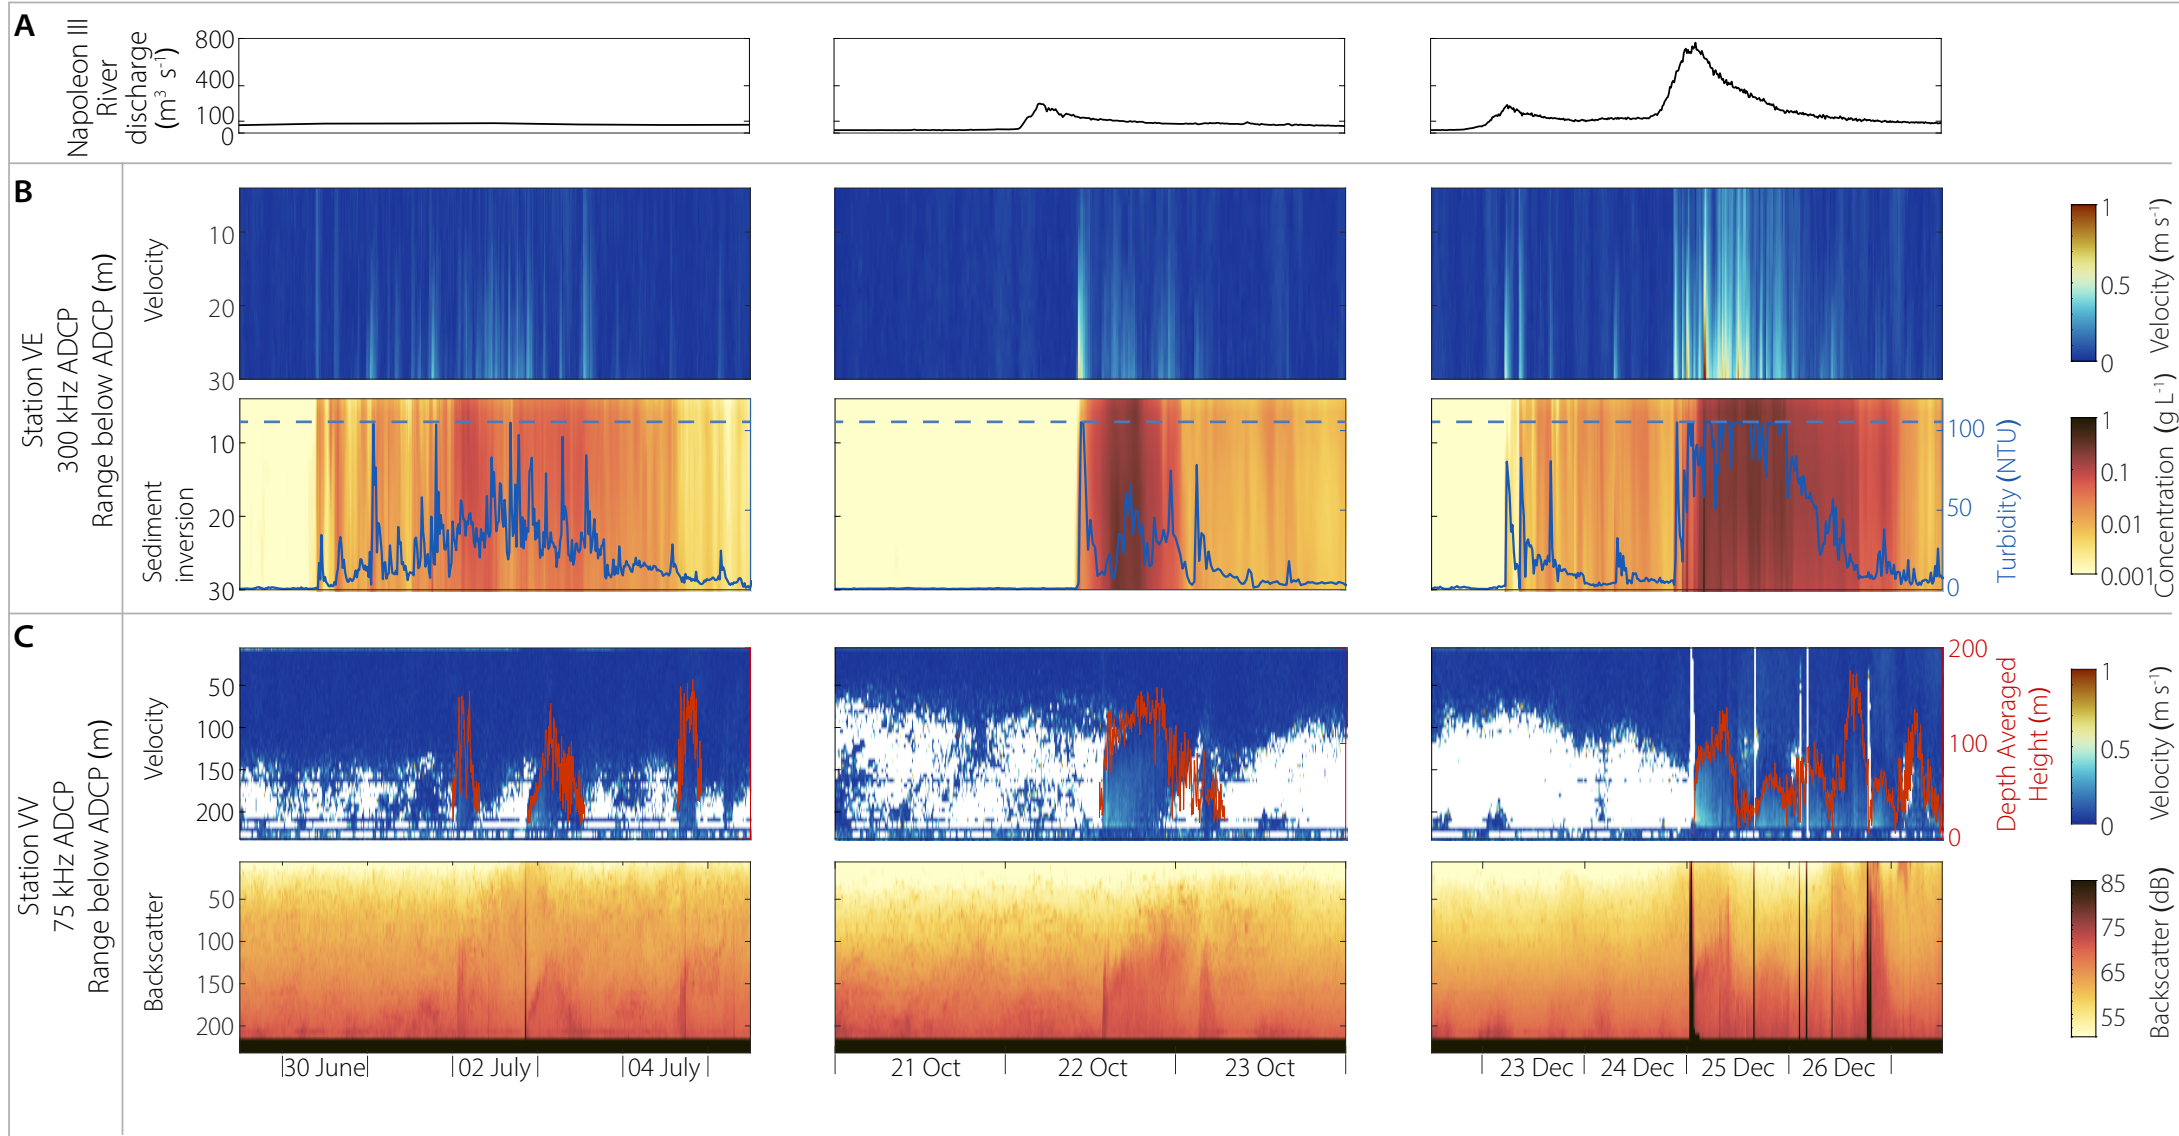 A
Napoleon III
River
discharge
(m³ s⁻¹)
800
400
100
0
B
Station VE
300 kHz ADCP
Range below ADCP (m)
Velocity
10
20
30
Sediment
inversion
10
20
30
100
50
0
Turbidity (NTU)
1
0.5
0
Velocity (m s⁻¹)
1
0.1
0.01
0.001
Concentration (g L⁻¹)
C
Station VV
75 kHz ADCP
Range below ADCP (m)
Velocity
50
100
150
200
200
100
0
Depth Averaged
Height (m)
1
0.5
0
Velocity (m s⁻¹)
Backscatter
50
100
150
200
85
75
65
55
Backscatter (dB)
30 June
02 July
04 July
21 Oct
22 Oct
23 Oct
23 Dec
24 Dec
25 Dec
26 Dec